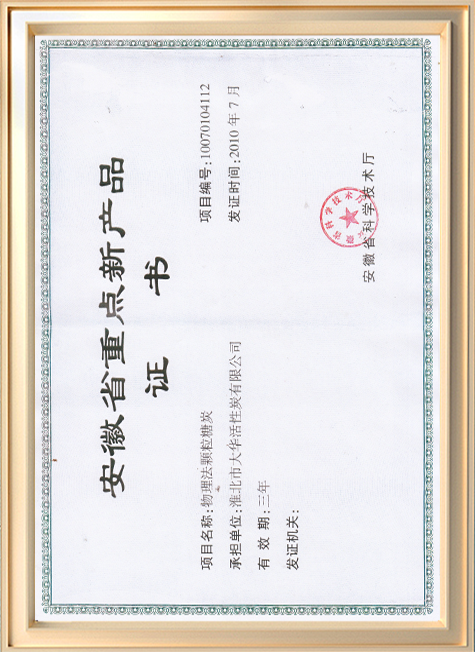 安徽省重点新产品
证 书
项目名称:物理法颗粒糖炭
项目编号:10070104112
承担单位:淮北市大华活性炭有限公司
发证时间:2010 年 7 月
有 效 期:三年
发证机关:
安徽省科学技术厅